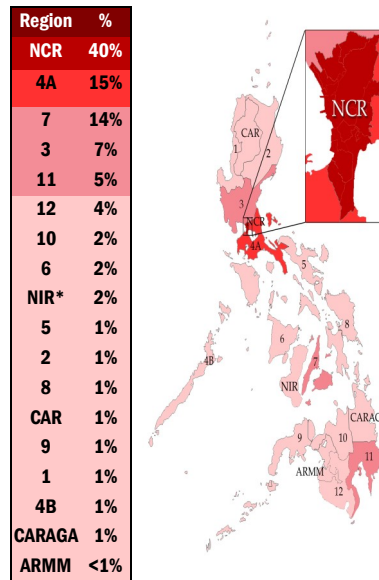 Region %
NCR 40%
4A 15%
7 14%
3 7%
11 5%
12 4%
10 2%
6 2%
NIR* 2%
5 1%
2 1%
8 1%
CAR 1%
9 1%
1 1%
4B 1%
CARAGA 1%
ARMM <1%
NCR
CAR
1
2
3
NCR
4A
5
8
4B
6
7
NIR
CARAG
9
10
11
ARMM
12